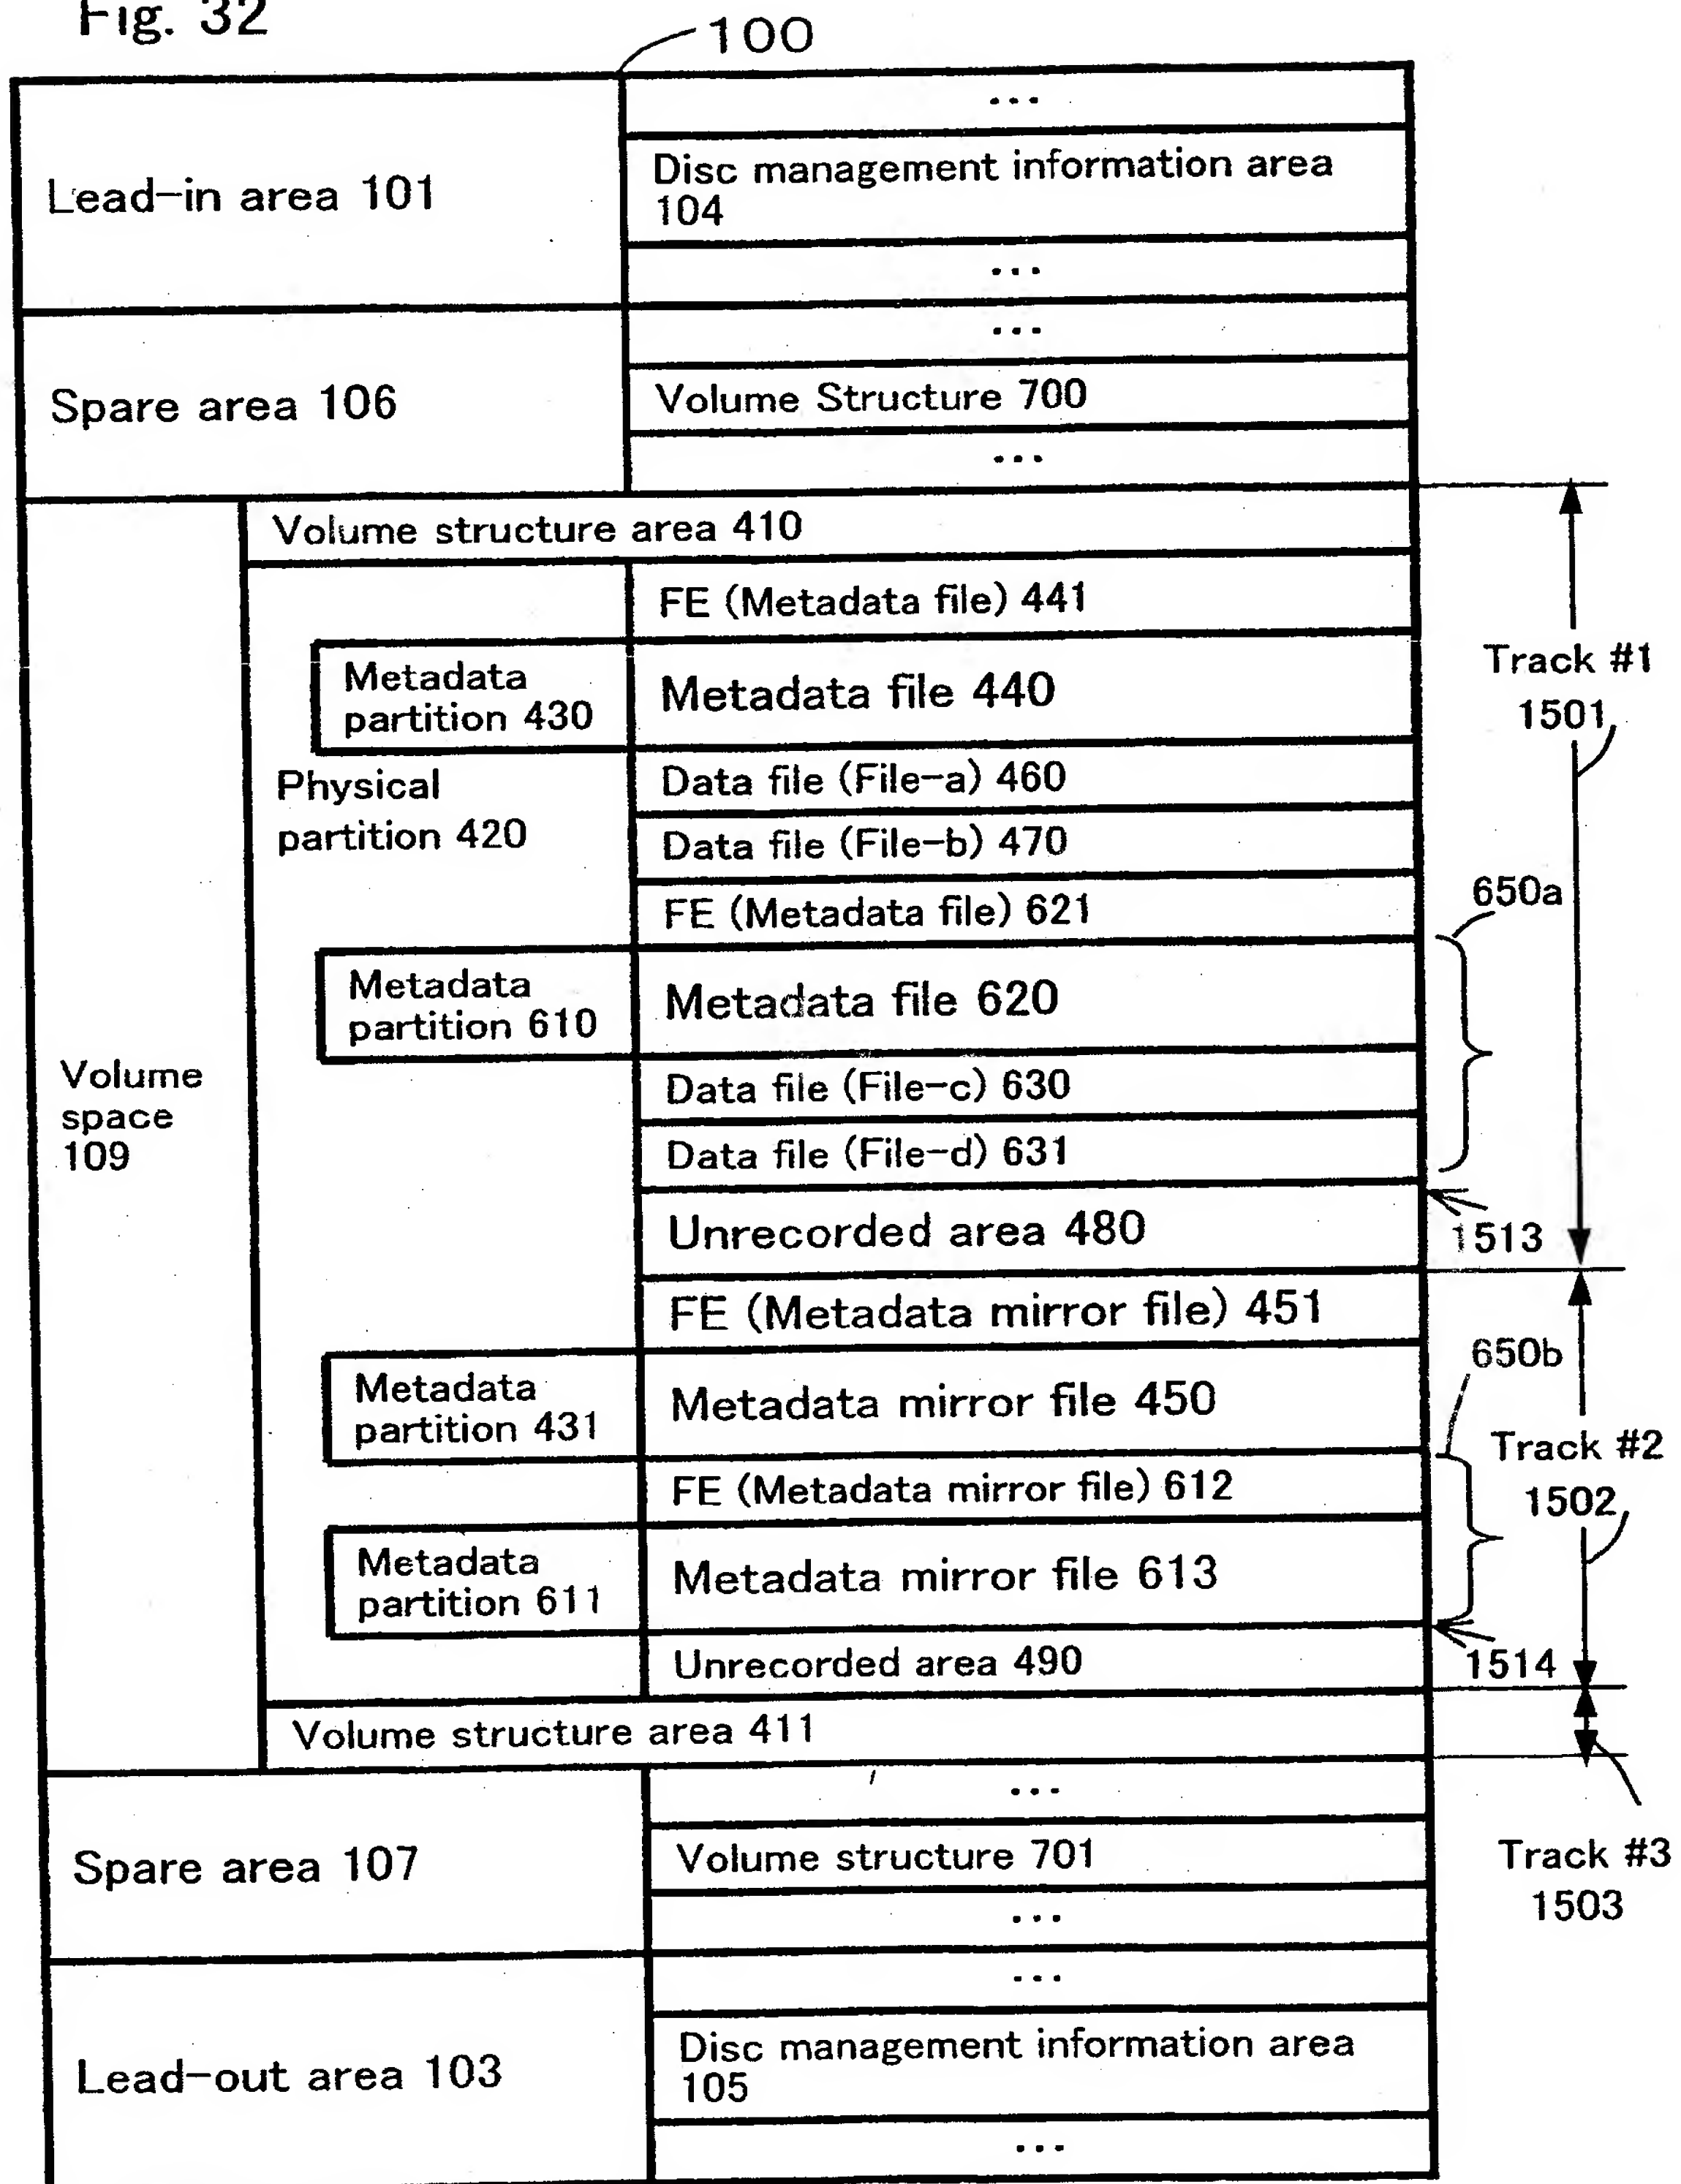 Fig. 32
100
...
Lead-in area 101
Disc management information area
104
...
...
Spare area 106
Volume Structure 700
...
Volume structure area 410
FE (Metadata file) 441
Metadata
partition 430
Metadata file 440
Track #1
1501
Physical
partition 420
Data file (File-a) 460
Data file (File-b) 470
FE (Metadata file) 621
650a
Metadata
partition 610
Metadata file 620
Volume
space
109
Data file (File-c) 630
Data file (File-d) 631
Unrecorded area 480
1513
FE (Metadata mirror file) 451
650b
Metadata
partition 431
Metadata mirror file 450
Track #2
1502
FE (Metadata mirror file) 612
Metadata
partition 611
Metadata mirror file 613
Unrecorded area 490
1514
Volume structure area 411
...
Spare area 107
Volume structure 701
Track #3
1503
...
...
Lead-out area 103
Disc management information area
105
...